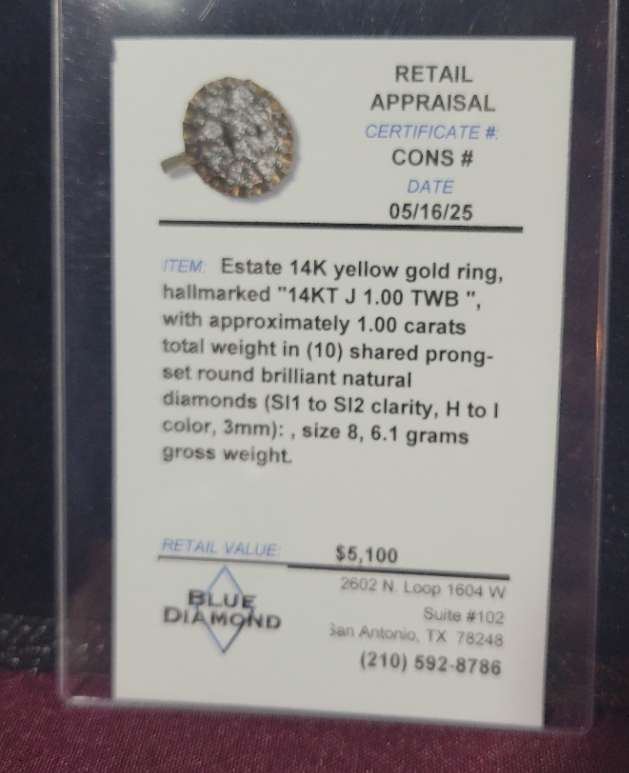 RETAIL
APPRAISAL
CERTIFICATE #:
CONS #
DATE
05/16/25
ITEM: Estate 14K yellow gold ring,
hallmarked "14KT J 1.00 TWB ",
with approximately 1.00 carats
total weight in (10) shared prong-
set round brilliant natural
diamonds (SI1 to SI2 clarity, H to I
color, 3mm): , size 8, 6.1 grams
gross weight.
RETAIL VALUE: $5,100
BLUE
DIAMOND
2602 N. Loop 1604 W
Suite #102
San Antonio, TX 78248
(210) 592-8786